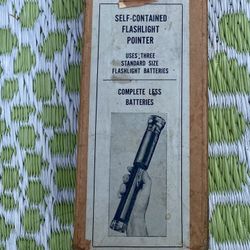 SELF-CONTAINED
FLASHLIGHT
POINTER
USES THREE
STANDARD SIZE
FLASHLIGHT BATTERIES
COMPLETE LESS
BATTERIES